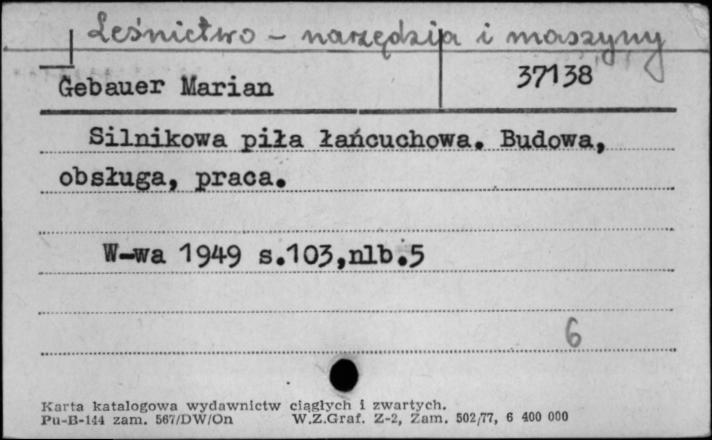 Leśnictwo - narzędzia i maszyny
Gebauer Marian 37138
Silnikowa piła łańcuchowa. Budowa,
obsługa, praca.
W-wa 1949 s.103,nlb.5
6
Karta katalogowa wydawnictw ciągłych i zwartych.
Pu-B-144 zam. 567/DW/On W.Z.Graf. Z-2, Zam. 502/77, 6 400 000